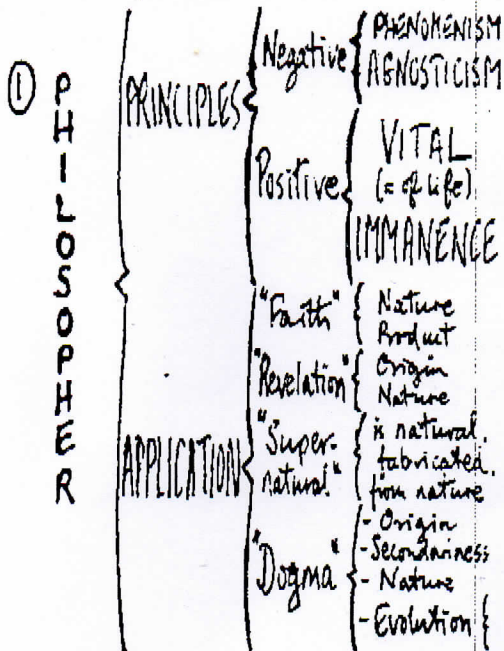 ① PHILOSOPHER
PRINCIPLES
Negative
PHENOMENISM
AGNOSTICISM
Positive
VITAL
(= of life)
IMMANENCE
APPLICATION
"Faith"
Nature
Product
"Revelation"
Origin
Nature
"Super-
natural"
is natural,
fabricated,
from nature
"Dogma"
- Origin
- Secondariness
- Nature
- Evolution